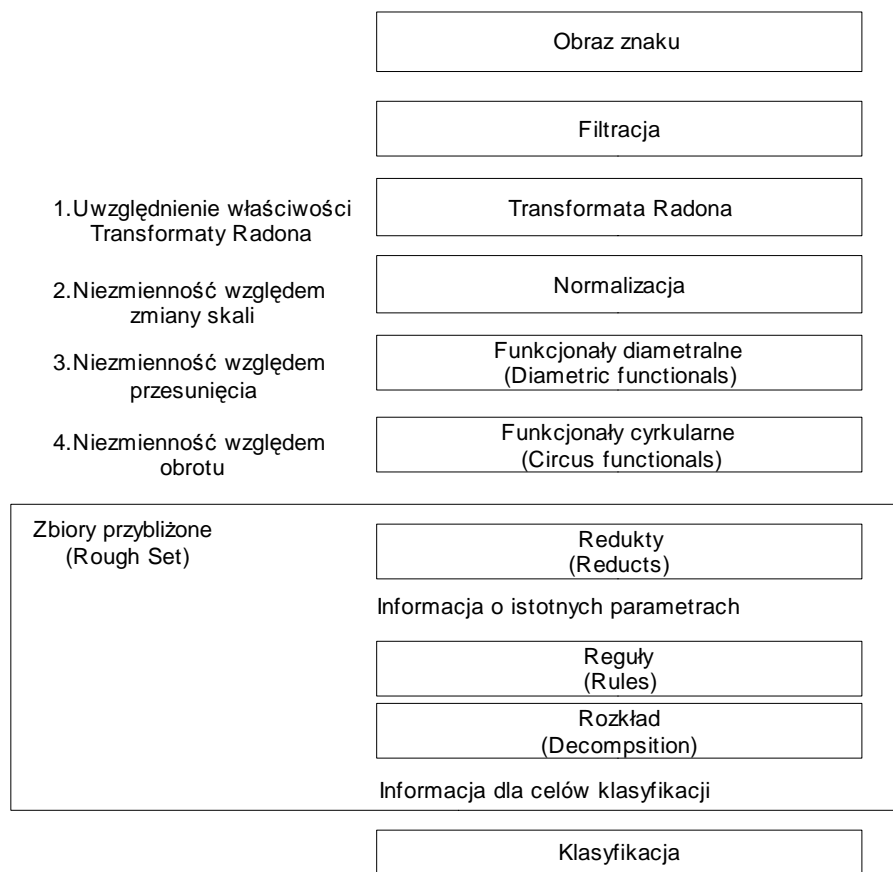 Obraz znaku
Filtracja
1.Uwzględnienie właściwości
Transformaty Radona
Transformata Radona
2.Niezmienność względem
zmiany skali
Normalizacja
3.Niezmienność względem
przesunięcia
Funkcjonały diametralne
(Diametric functionals)
4.Niezmienność względem
obrotu
Funkcjonały cyrkularne
(Circus functionals)
Zbiory przybliżone
(Rough Set)
Redukty
(Reducts)
Informacja o istotnych parametrach
Reguły
(Rules)
Rozkład
(Decompsition)
Informacja dla celów klasyfikacji
Klasyfikacja